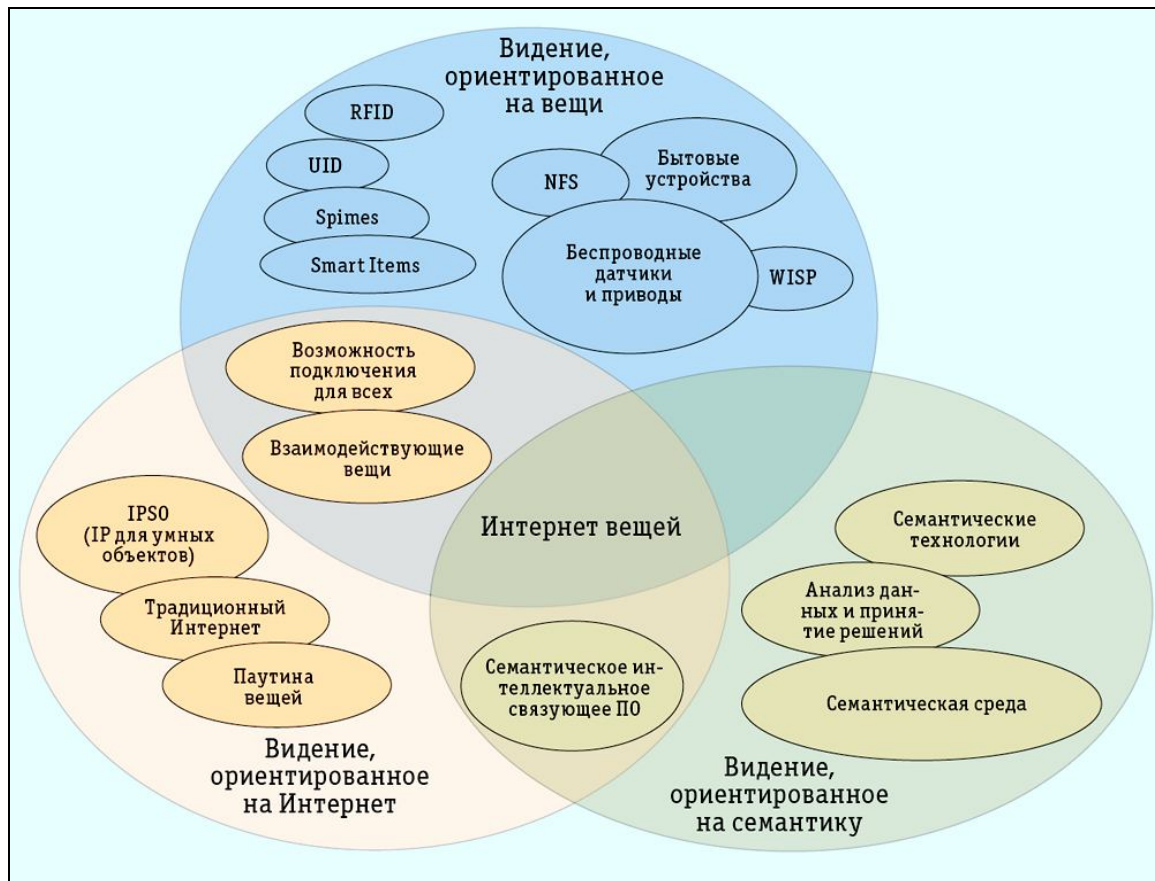 Видение,
ориентированное
на вещи
RFID
UID
Spimes
Smart Items
NFS
Бытовые
устройства
Беспроводные
датчики
и приводы
WISP
Возможность
подключения
для всех
Взаимодействующие
вещи
IPSO
(IP для умных
объектов)
Традиционный
Интернет
Паутина
вещей
Видение,
ориентированное
на Интернет
Интернет вещей
Семантическое ин-
теллектуальное
связующее ПО
Семантические
технологии
Анализ дан-
ных и приня-
тие решений
Семантическая среда
Видение,
ориентированное
на семантику